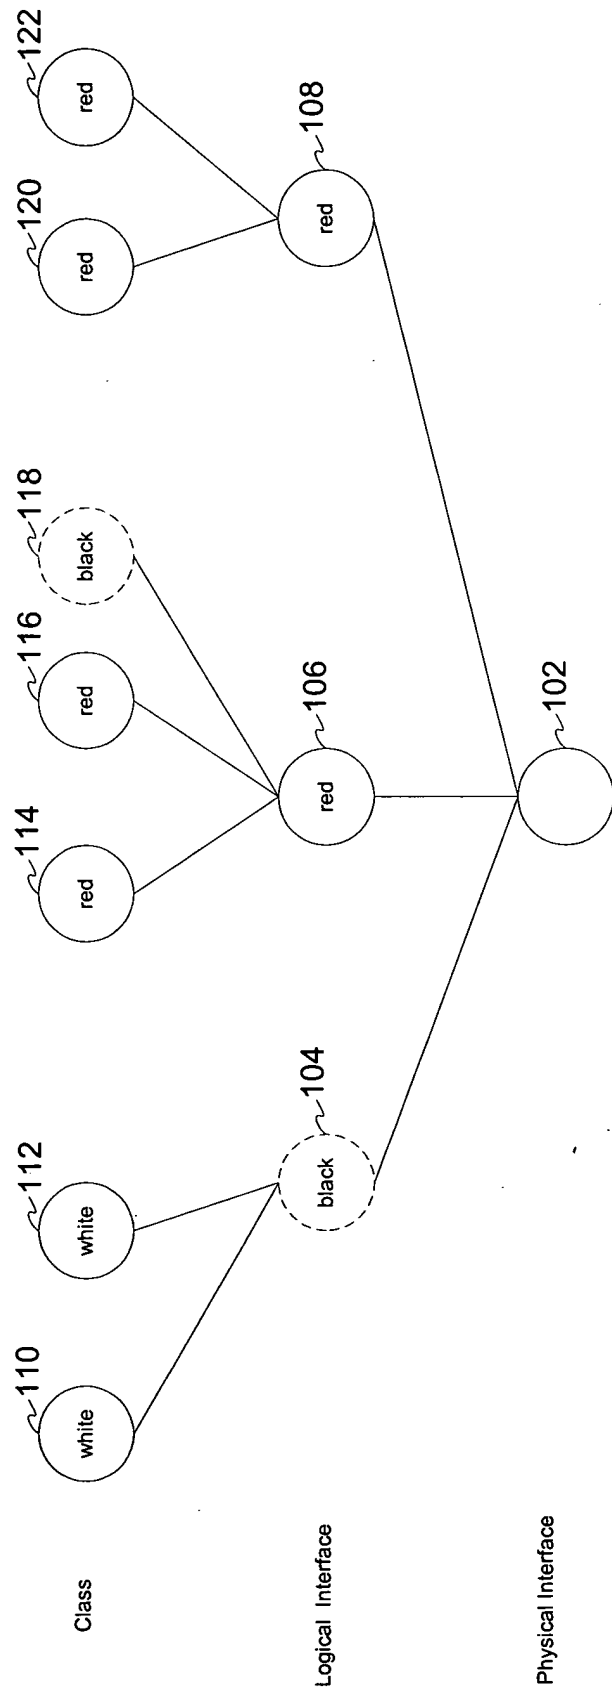 Class
110
white
112
white
114
red
116
red
118
black
120
red
122
red
Logical Interface
104
black
106
red
108
red
Physical Interface
102